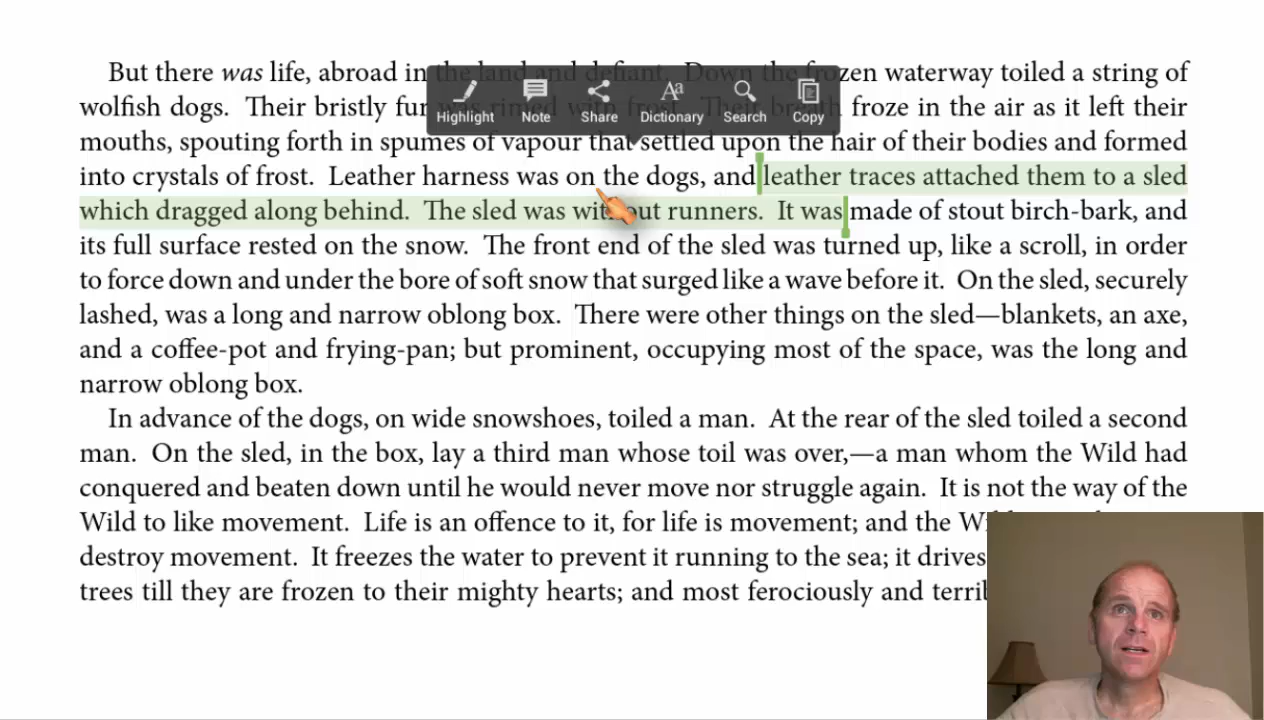 But there was life, abroad in the land and defiant. Down the frozen waterway toiled a string of
wolfish dogs. Their bristly fur was rimed with frost. Their breath froze in the air as it left their
Highlight Note Share Dictionary Search Copy
mouths, spouting forth in spumes of vapour that settled upon the hair of their bodies and formed
into crystals of frost. Leather harness was on the dogs, and leather traces attached them to a sled
which dragged along behind. The sled was without runners. It was made of stout birch-bark, and
its full surface rested on the snow. The front end of the sled was turned up, like a scroll, in order
to force down and under the bore of soft snow that surged like a wave before it. On the sled, securely
lashed, was a long and narrow oblong box. There were other things on the sled—blankets, an axe,
and a coffee-pot and frying-pan; but prominent, occupying most of the space, was the long and
narrow oblong box.
In advance of the dogs, on wide snowshoes, toiled a man. At the rear of the sled toiled a second
man. On the sled, in the box, lay a third man whose toil was over,—a man whom the Wild had
conquered and beaten down until he would never move nor struggle again. It is not the way of the
Wild to like movement. Life is an offence to it, for life is movement; and the
destroy movement. It freezes the water to prevent it running to the sea; it drives
trees till they are frozen to their mighty hearts; and most ferociously and